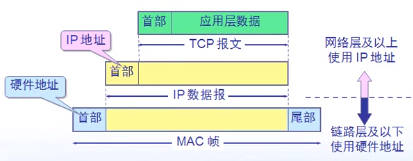 首部 应用层数据
TCP 报文
IP 地址
首部
IP 数据报
硬件地址
首部 尾部
MAC 帧
网络层及以上
使用 IP 地址
链路层及以下
使用硬件地址